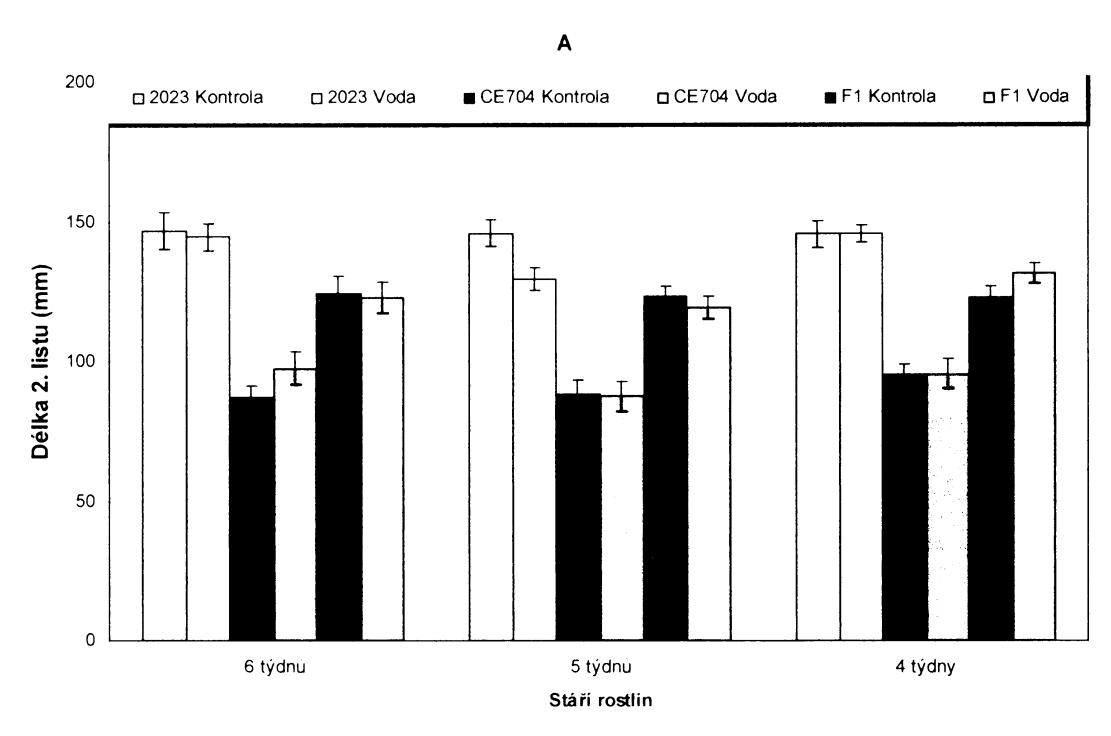 A
200
2023 Kontrola 2023 Voda CE704 Kontrola CE704 Voda F1 Kontrola F1 Voda
150
100
50
0
Délka 2. listu (mm)
6 týdnu 5 týdnu 4 týdny
Stáří rostlin